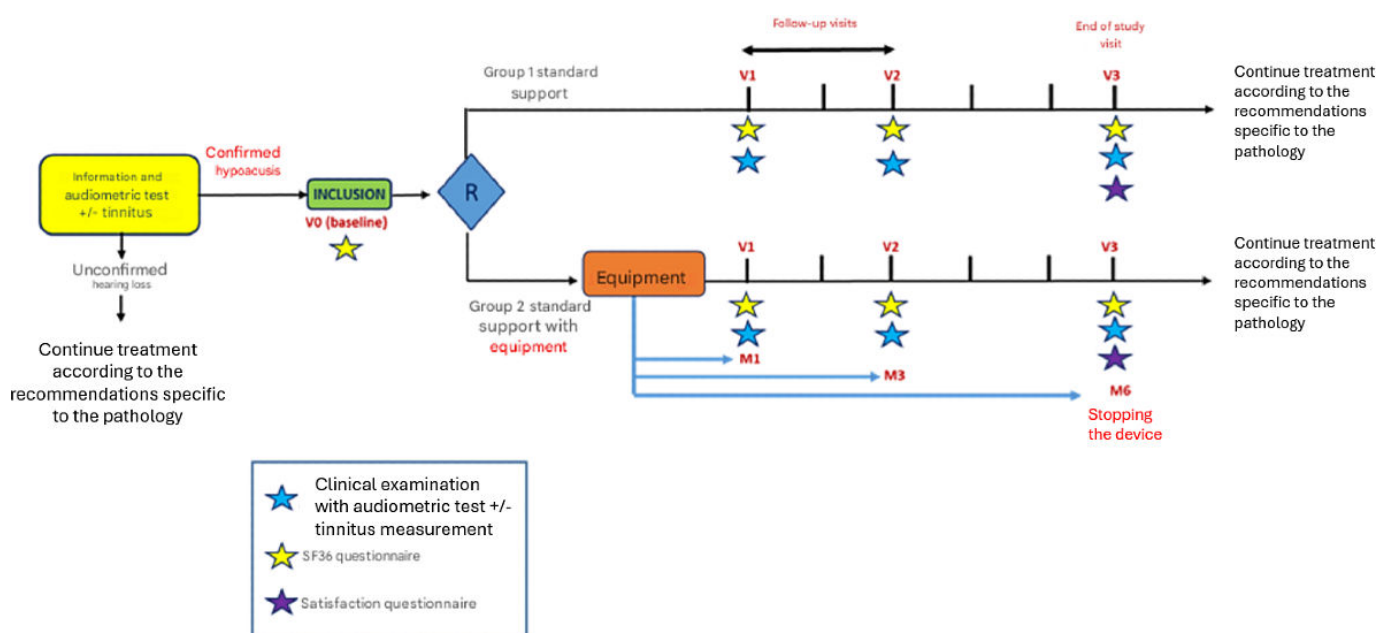 Follow-up visits
End of study
visit
Group 1 standard
support
V1
V2
V3
Continue treatment
according to the
recommendations
specific to the
pathology
Information and
audiometric test
+/- tinnitus
Confirmed
hypoacusis
INCLUSION
V0 (baseline)
R
Unconfirmed
hearing loss
Continue treatment
according to the
recommendations specific
to the pathology
Equipment
Group 2 standard
support with
equipment
V1
V2
V3
M1
M3
M6
Stopping
the device
Continue treatment
according to the
recommendations
specific to the
pathology
Clinical examination
with audiometric test +/-
tinnitus measurement
SF36 questionnaire
Satisfaction questionnaire